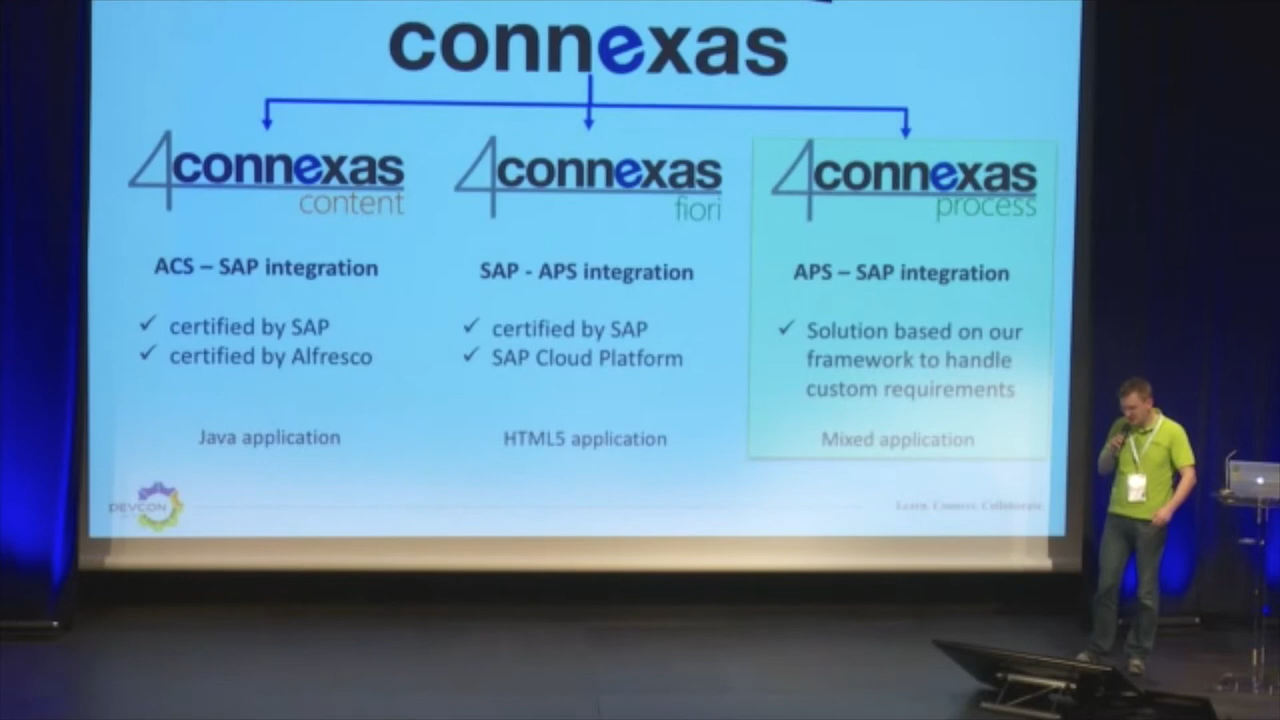 connexas
4connexas
content
4connexas
fiori
4connexas
process
ACS – SAP integration
SAP - APS integration
APS – SAP integration
✓ certified by SAP
✓ certified by Alfresco
✓ certified by SAP
✓ SAP Cloud Platform
✓ Solution based on our
framework to handle
custom requirements
Java application
HTML5 application
Mixed application
DEVCON
Learn. Connect. Collaborate.